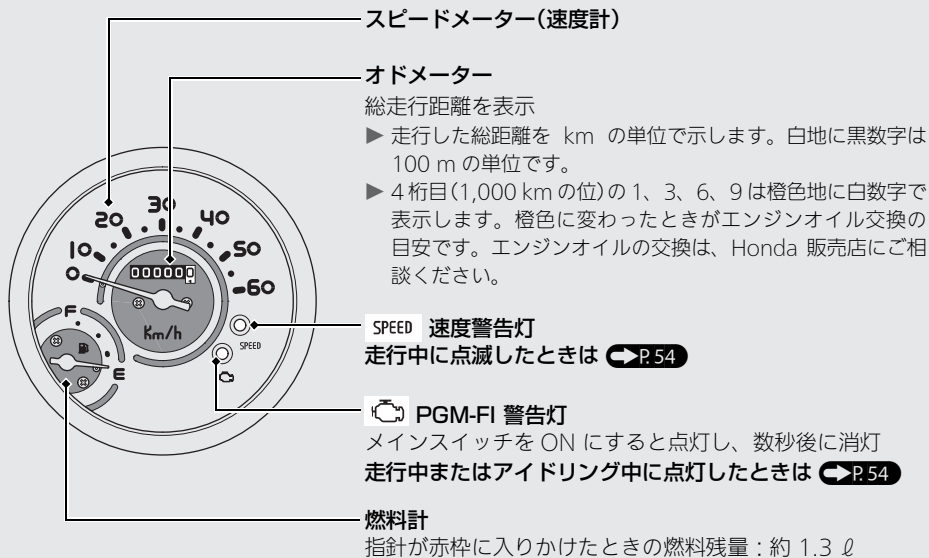 スピードメーター（速度計）
オドメーター
総走行距離を表示
▶ 走行した総距離を km の単位で示します。白地に黒数字は
100 m の単位です。
▶ 4桁目（1,000 kmの位）の 1、3、6、9 は橙色地に白数字で
表示します。橙色に変わったときがエンジンオイル交換の
目安です。エンジンオイルの交換は、Honda 販売店にご相
談ください。
SPEED 速度警告灯
走行中に点滅したときは P.54
PGM-FI 警告灯
メインスイッチを ON にすると点灯し、数秒後に消灯
走行中またはアイドリング中に点灯したときは P.54
燃料計
指針が赤枠に入りかけたときの燃料残量：約 1.3 ℓ
0
10
20
30
40
50
60
000000
Km/h
SPEED
F
E